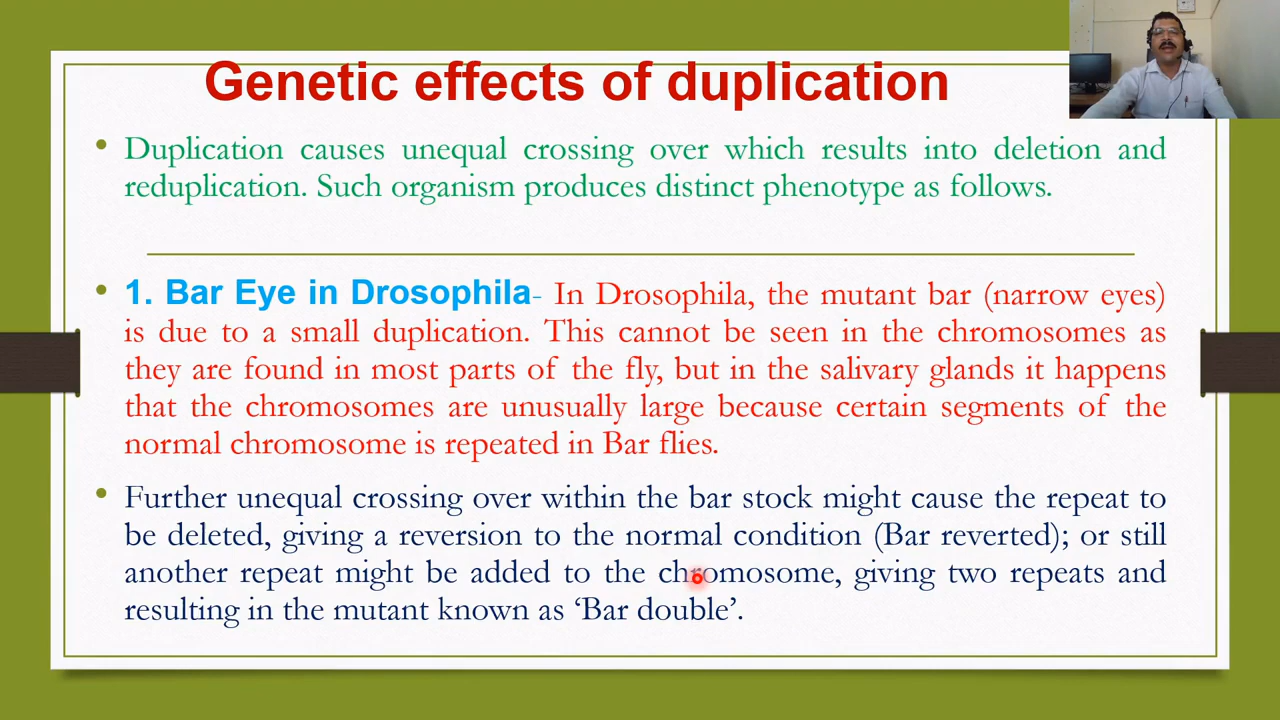 Genetic effects of duplication
• Duplication causes unequal crossing over which results into deletion and
reduplication. Such organism produces distinct phenotype as follows.
• 1. Bar Eye in Drosophila- In Drosophila, the mutant bar (narrow eyes)
is due to a small duplication. This cannot be seen in the chromosomes as
they are found in most parts of the fly, but in the salivary glands it happens
that the chromosomes are unusually large because certain segments of the
normal chromosome is repeated in Bar flies.
• Further unequal crossing over within the bar stock might cause the repeat to
be deleted, giving a reversion to the normal condition (Bar reverted); or still
another repeat might be added to the chromosome, giving two repeats and
resulting in the mutant known as ‘Bar double’.